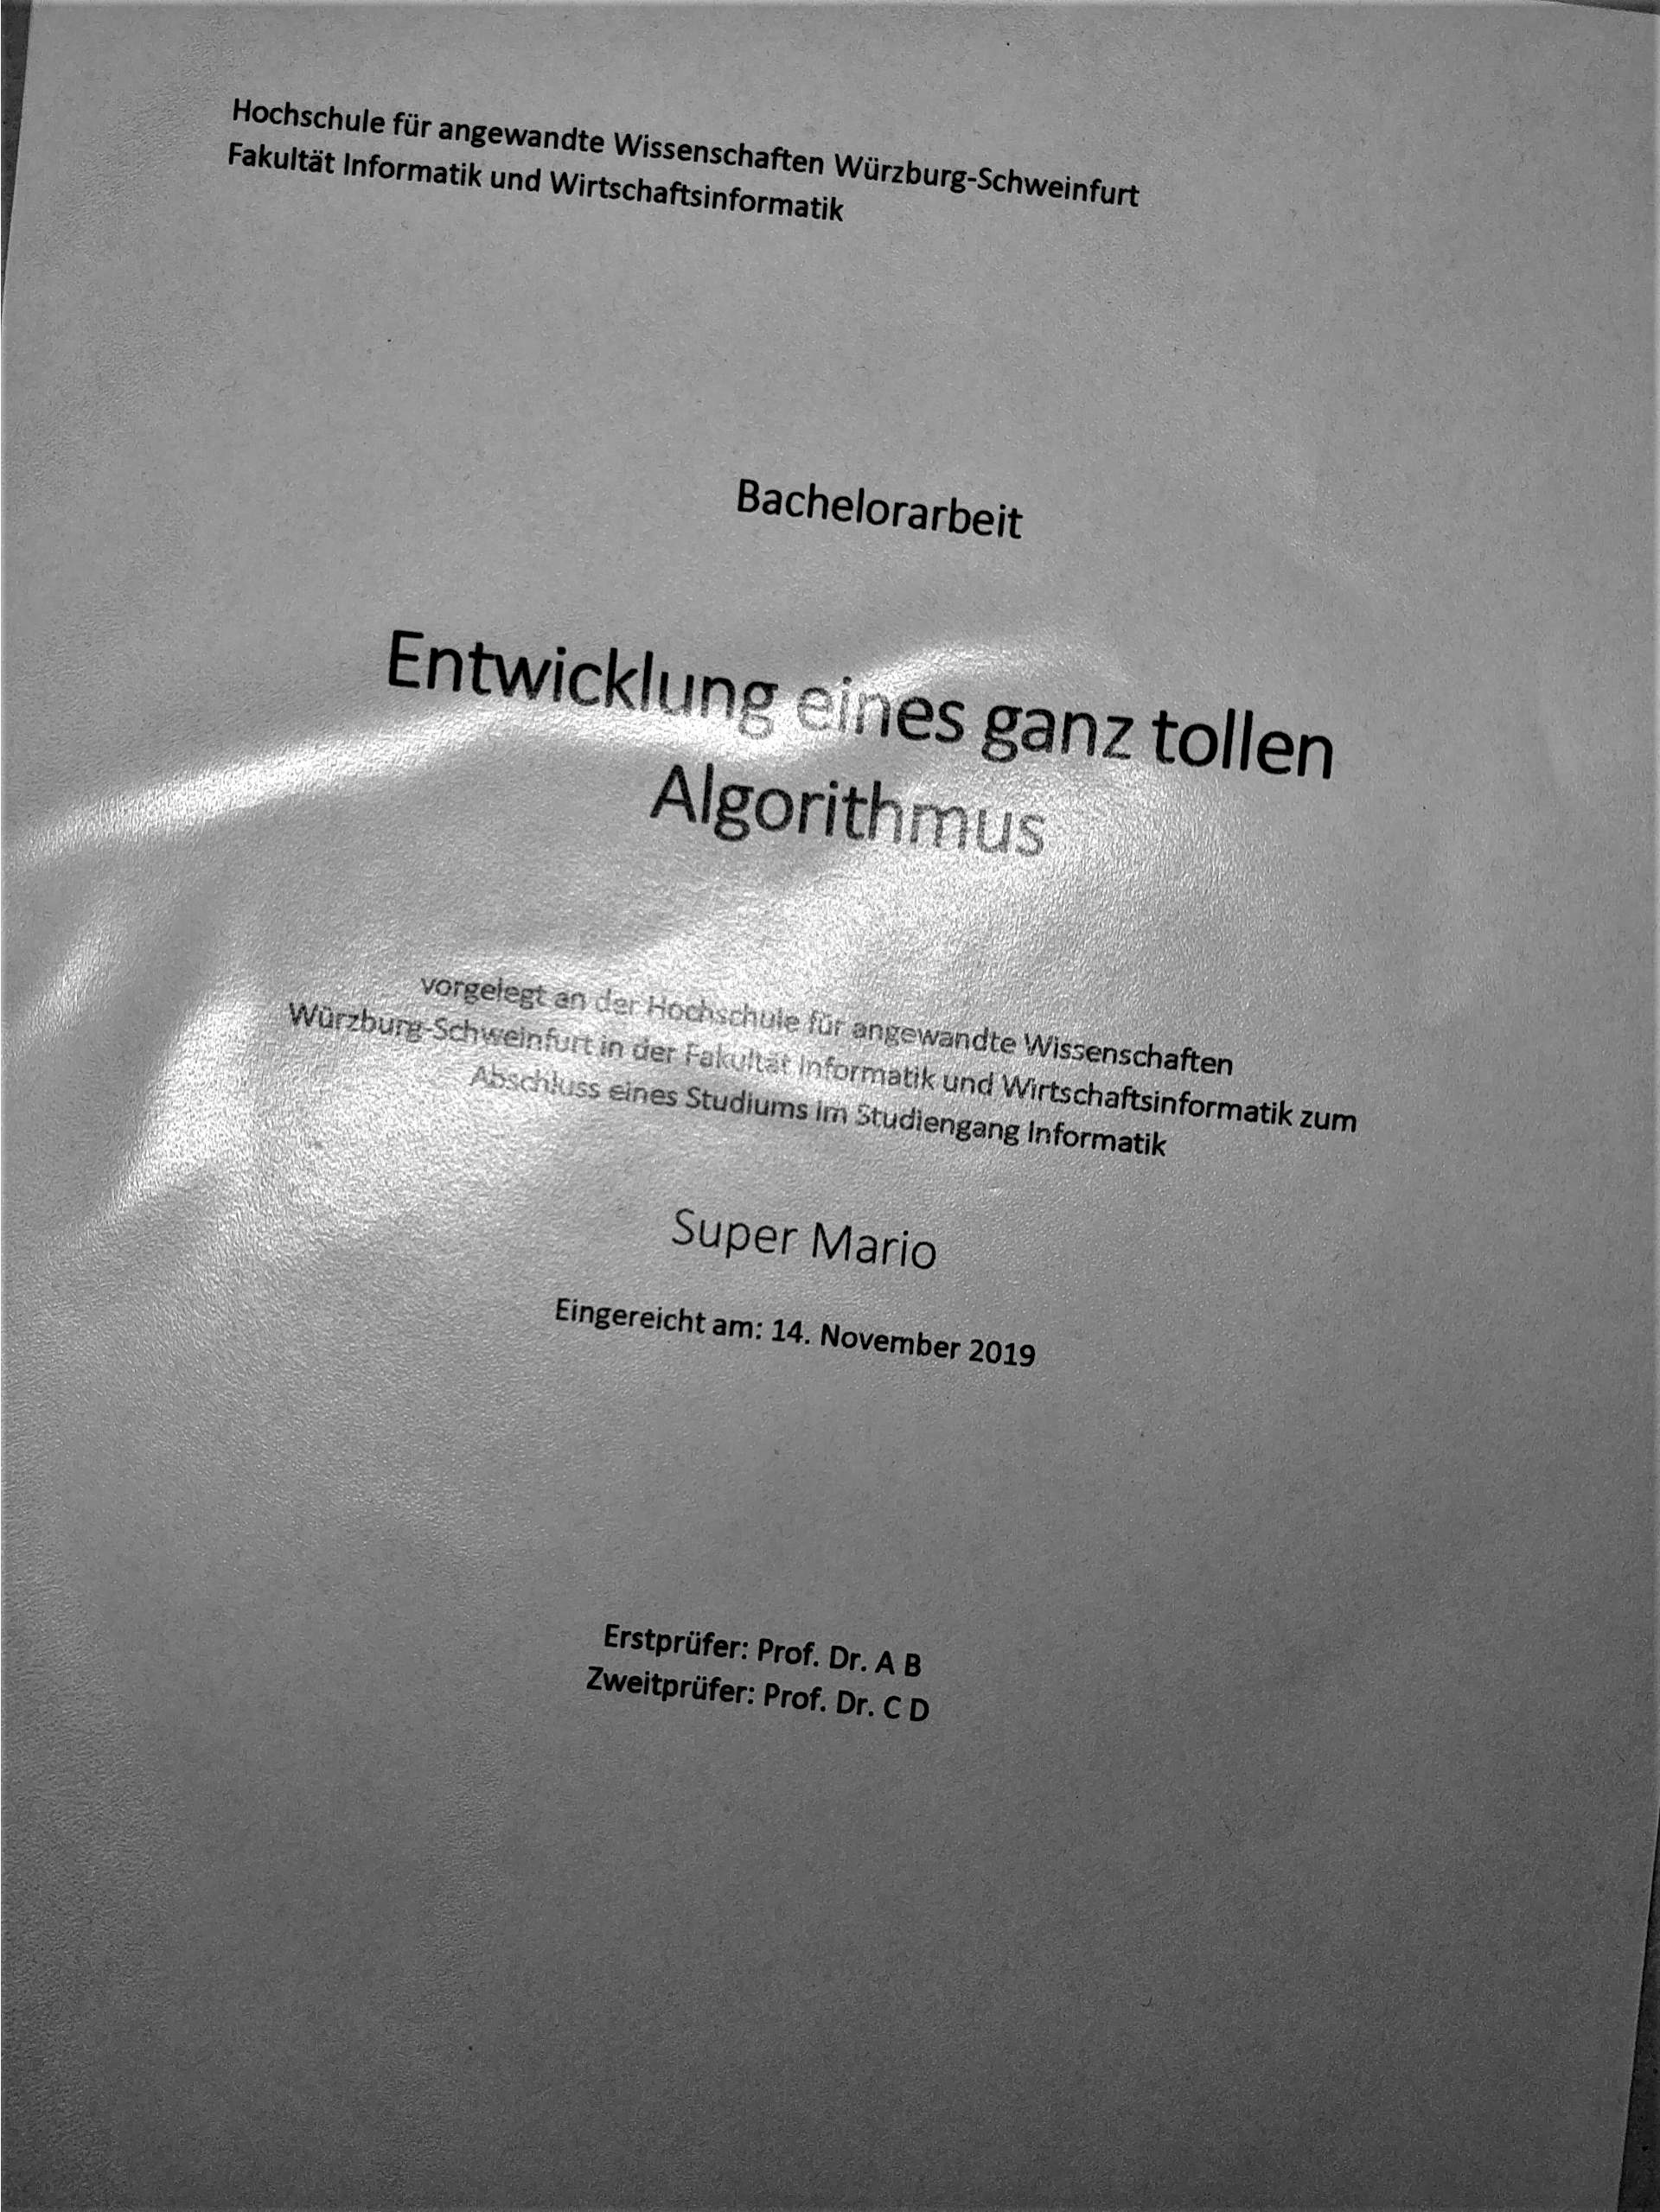 Hochschule für angewandte Wissenschaften Würzburg-Schweinfurt
Fakultät Informatik und Wirtschaftsinformatik
Bachelorarbeit
Entwicklung eines ganz tollen
Algorithmus
vorgelegt an der Hochschule für angewandte Wissenschaften
Würzburg-Schweinfurt in der Fakultät Informatik und Wirtschaftsinformatik zum
Abschluss eines Studiums im Studiengang Informatik
Super Mario
Eingereicht am: 14. November 2019
Erstprüfer: Prof. Dr. A B
Zweitprüfer: Prof. Dr. C D